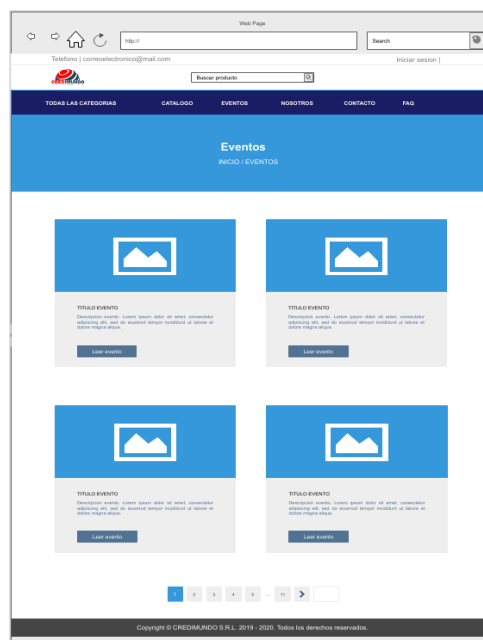 Web Page
http://
Search
Telefono | correoelectronico@mail.com
Iniciar sesion |
CREDIMUNDO
Buscar producto
TODAS LAS CATEGORIAS CATALOGO EVENTOS NOSOTROS CONTACTO FAQ
Eventos
INICIO / EVENTOS
TITULO EVENTO
Descripcion evento. Lorem ipsum dolor sit amet, consectetur
adipiscing elit, sed do eiusmod tempor incididunt ut labore et
dolore magna aliqua.
Leer evento
TITULO EVENTO
Descripcion evento. Lorem ipsum dolor sit amet, consectetur
adipiscing elit, sed do eiusmod tempor incididunt ut labore et
dolore magna aliqua.
Leer evento
TITULO EVENTO
Descripcion evento. Lorem ipsum dolor sit amet, consectetur
adipiscing elit, sed do eiusmod tempor incididunt ut labore et
dolore magna aliqua.
Leer evento
TITULO EVENTO
Descripcion evento. Lorem ipsum dolor sit amet, consectetur
adipiscing elit, sed do eiusmod tempor incididunt ut labore et
dolore magna aliqua.
Leer evento
1 2 3 4 5 ...
Copyright © CREDIMUNDO S.R.L. 2019 - 2020. Todos los derechos reservados.